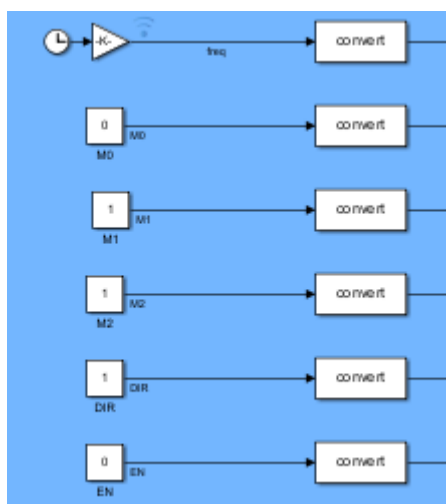 -K-
freq
convert
0
M0
M0
convert
1
M1
M1
convert
1
M2
M2
convert
1
DIR
DIR
convert
0
EN
EN
convert